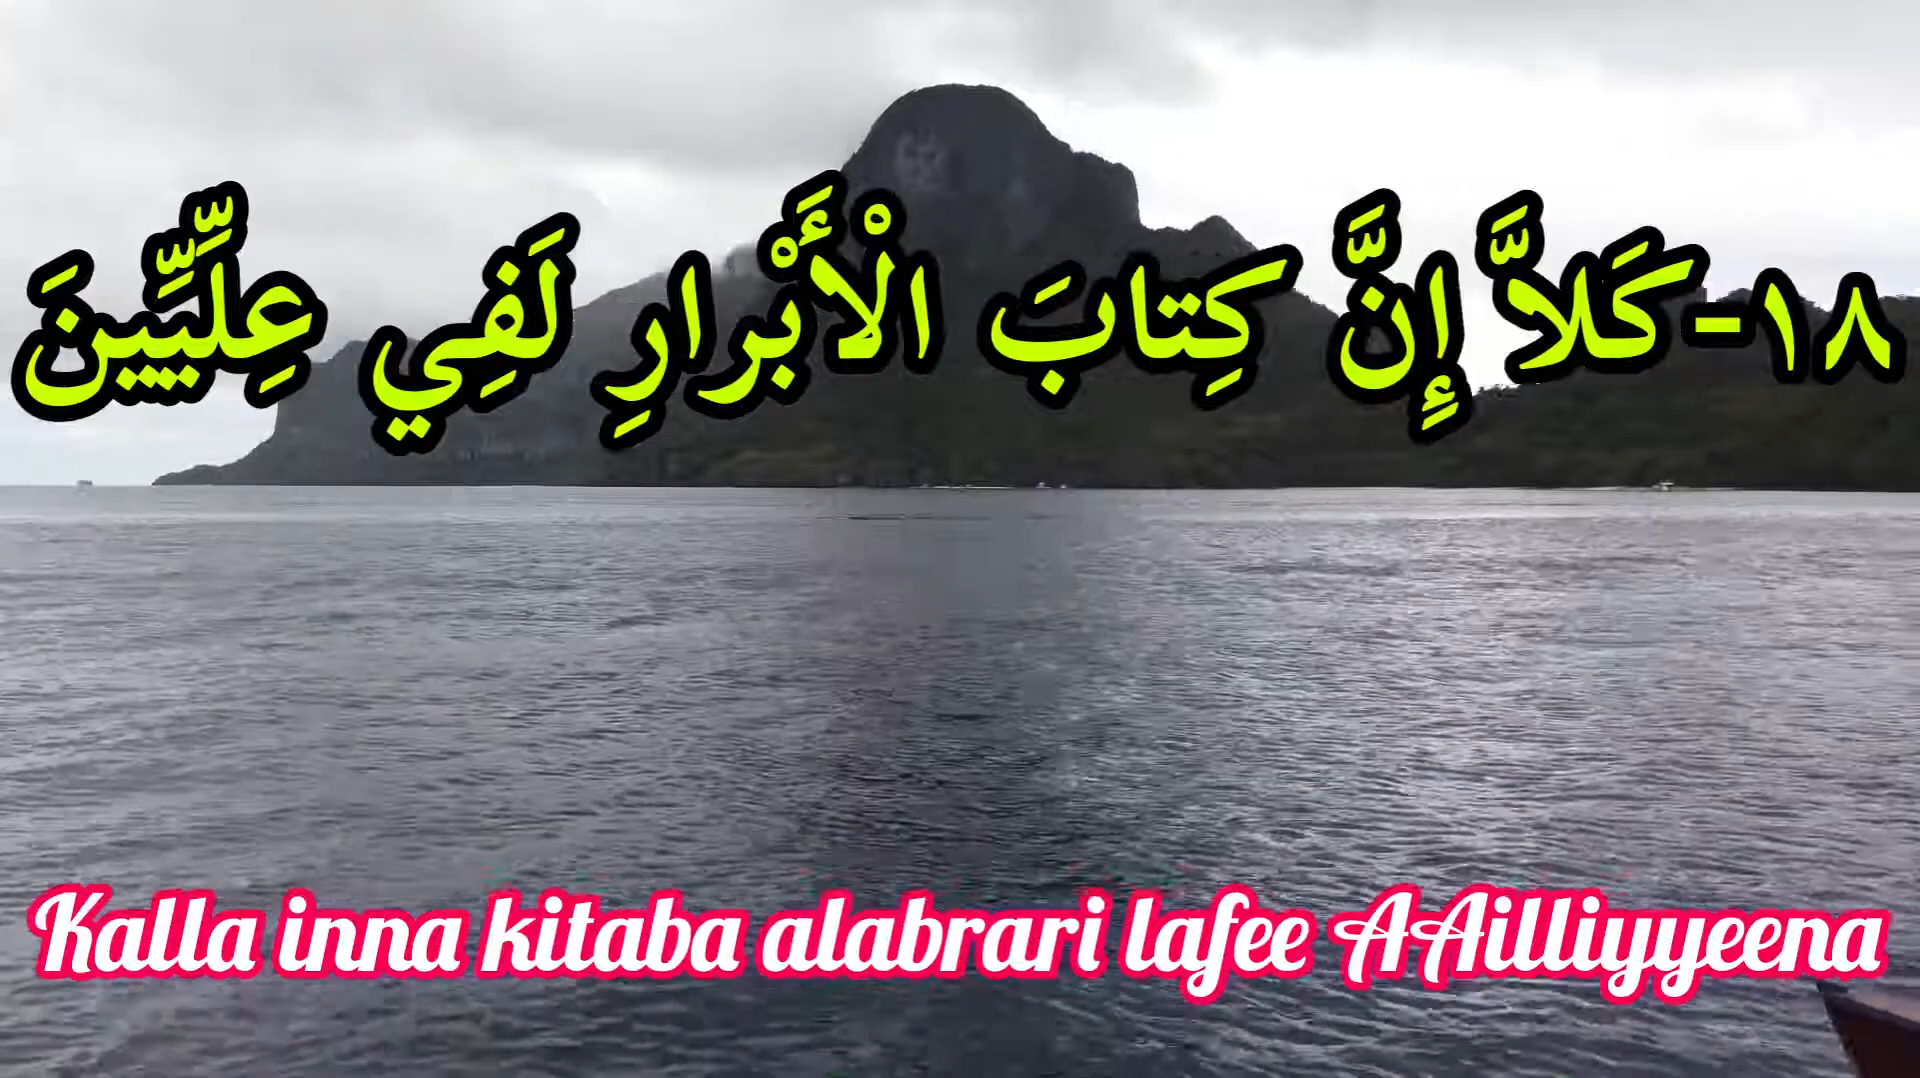 ١٨-كَلاَّ إِنَّ كِتابَ الْأَبْرارِ لَفِي عِلِّيِّينَ
Kalla inna kitaba alabrari lafee AAilliyyeena